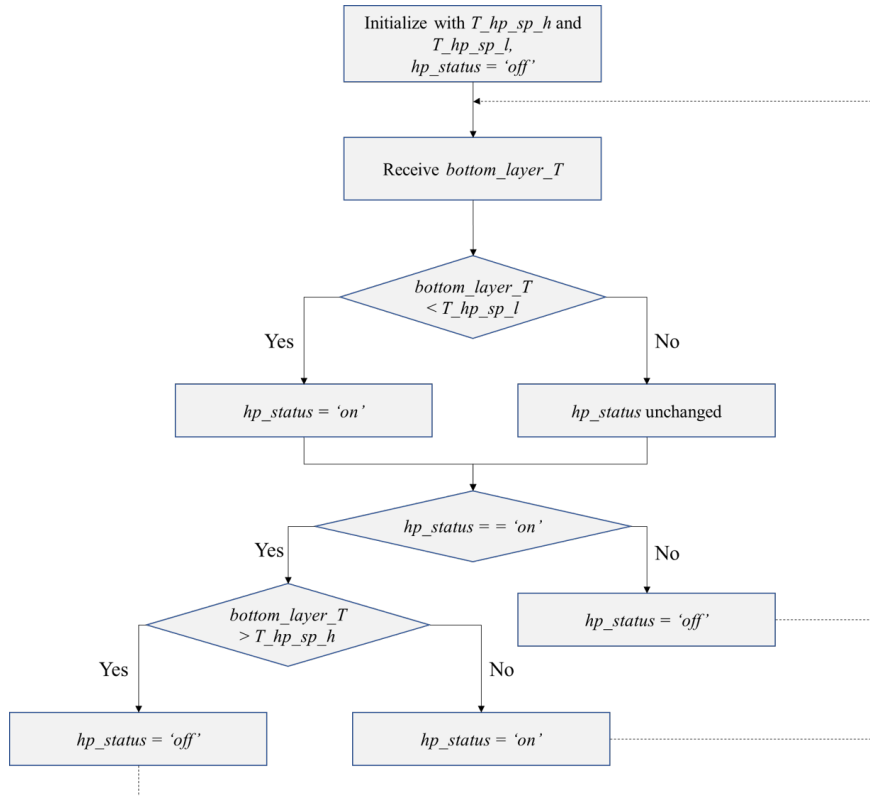 Initialize with T_hp_sp_h and
T_hp_sp_l,
hp_status = ‘off’
Receive bottom_layer_T
bottom_layer_T
< T_hp_sp_l
Yes
No
hp_status = ‘on’
hp_status unchanged
hp_status = = ‘on’
Yes
No
bottom_layer_T
> T_hp_sp_h
hp_status = ‘off’
Yes
No
hp_status = ‘off’
hp_status = ‘on’